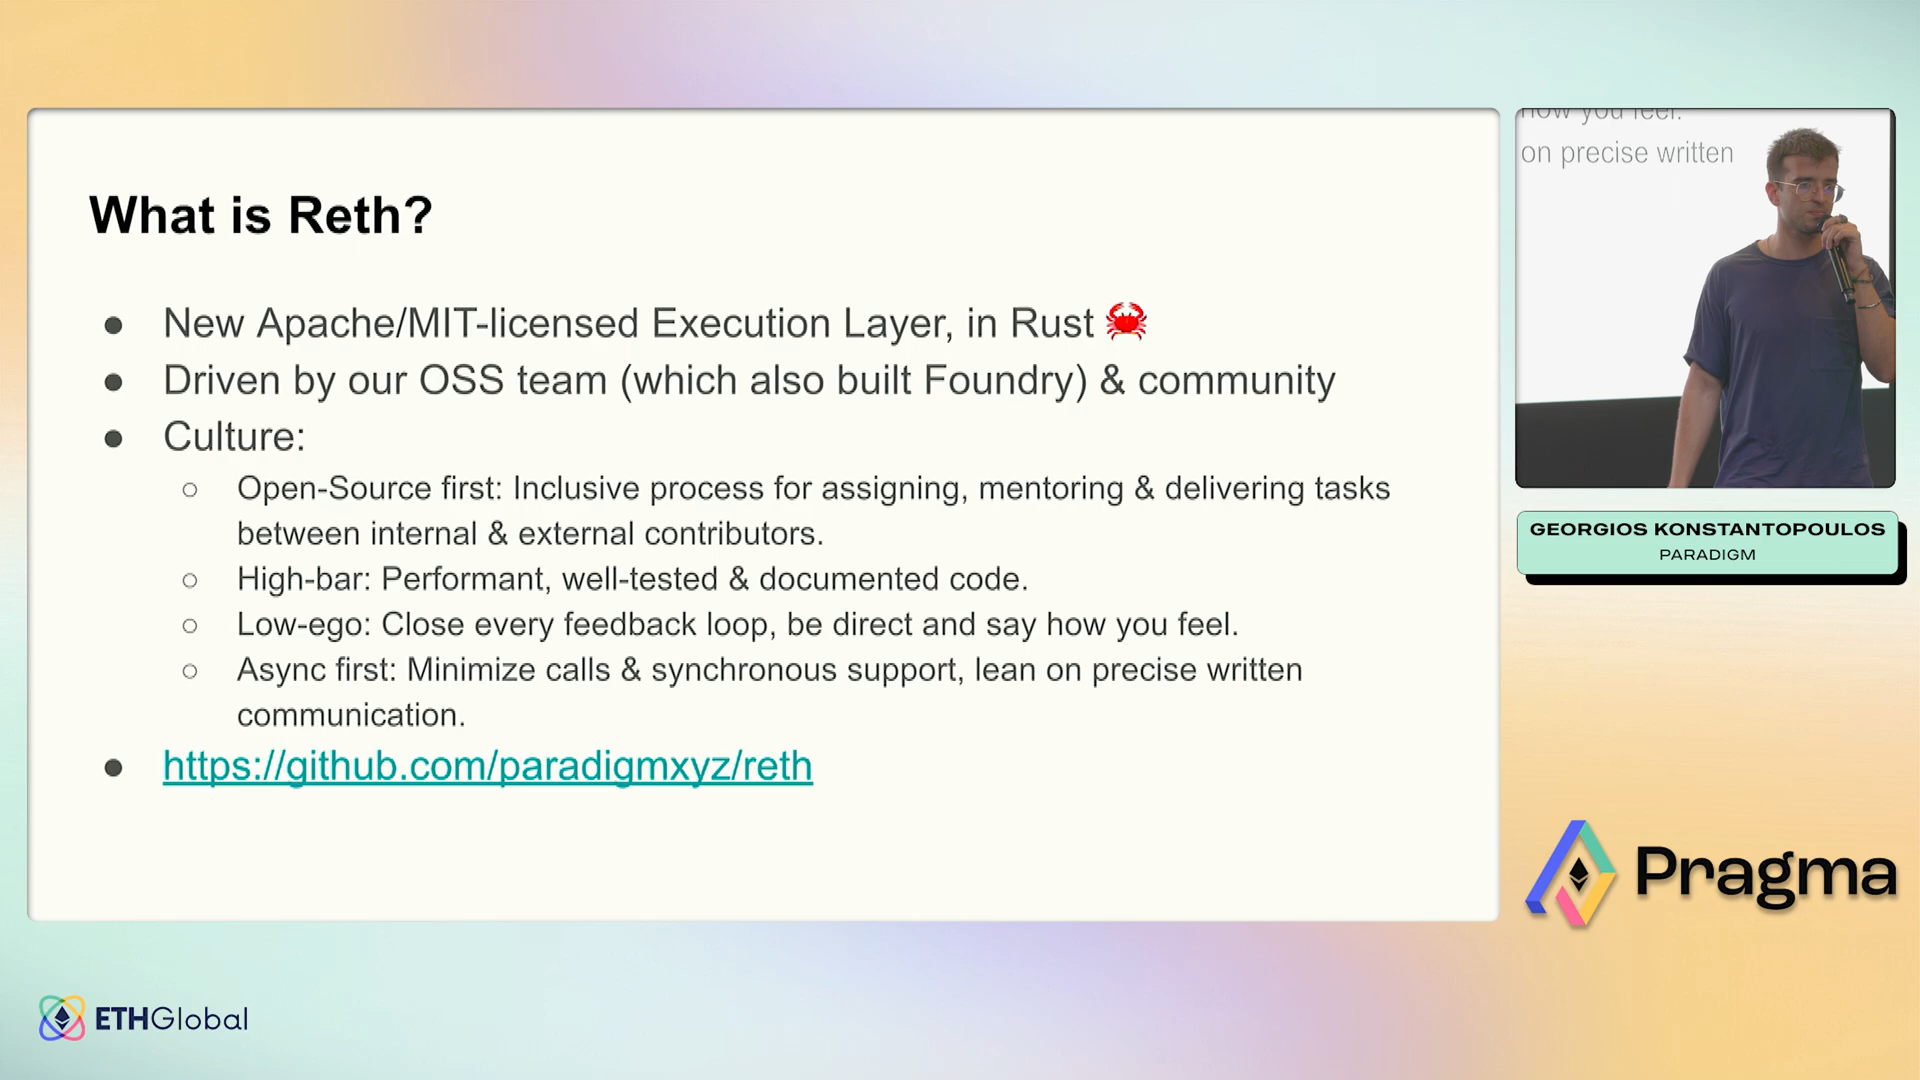 What is Reth?
● New Apache/MIT-licensed Execution Layer, in Rust 🦀
● Driven by our OSS team (which also built Foundry) & community
● Culture:
○ Open-Source first: Inclusive process for assigning, mentoring & delivering tasks
between internal & external contributors.
○ High-bar: Performant, well-tested & documented code.
○ Low-ego: Close every feedback loop, be direct and say how you feel.
○ Async first: Minimize calls & synchronous support, lean on precise written
communication.
● https://github.com/paradigmxyz/reth
how you feel.
on precise written
GEORGIOS KONSTANTOPOULOS
PARADIGM
Pragma
ETHGlobal